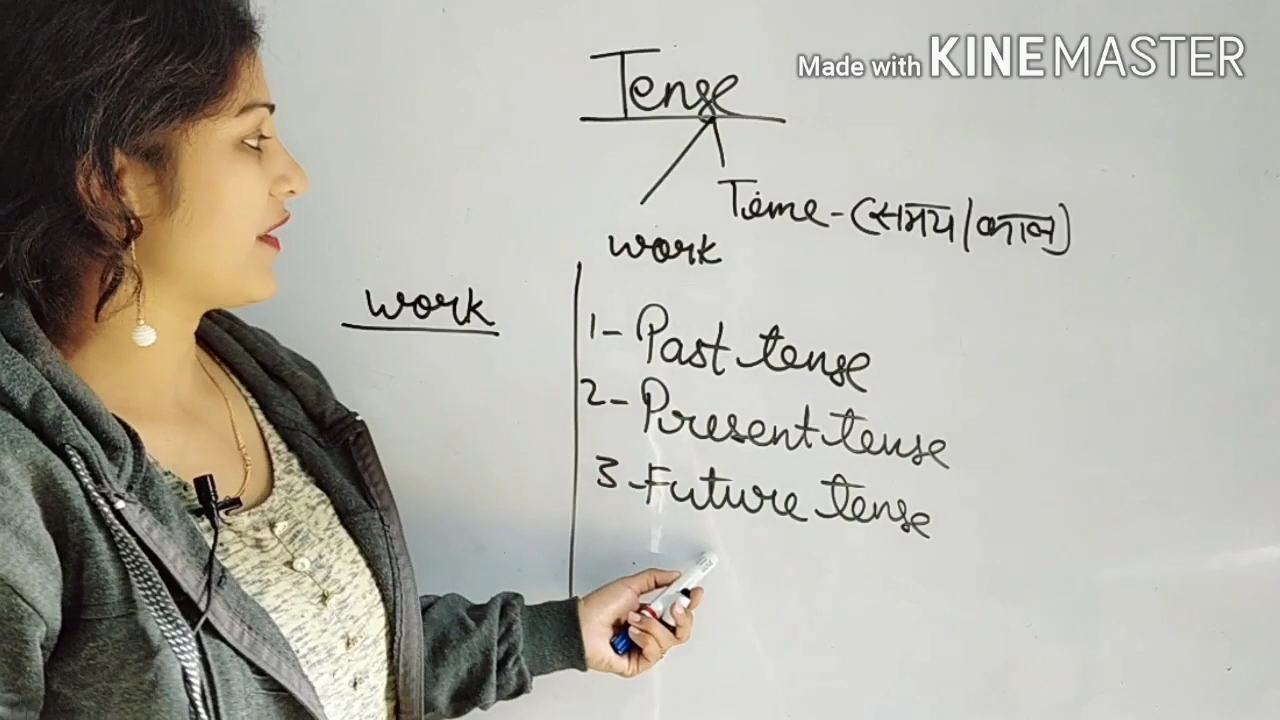 Made with KINEMASTER
Tense
Time-(समय/काल)
work
work
1- Past tense
2- Present tense
3-Future tense